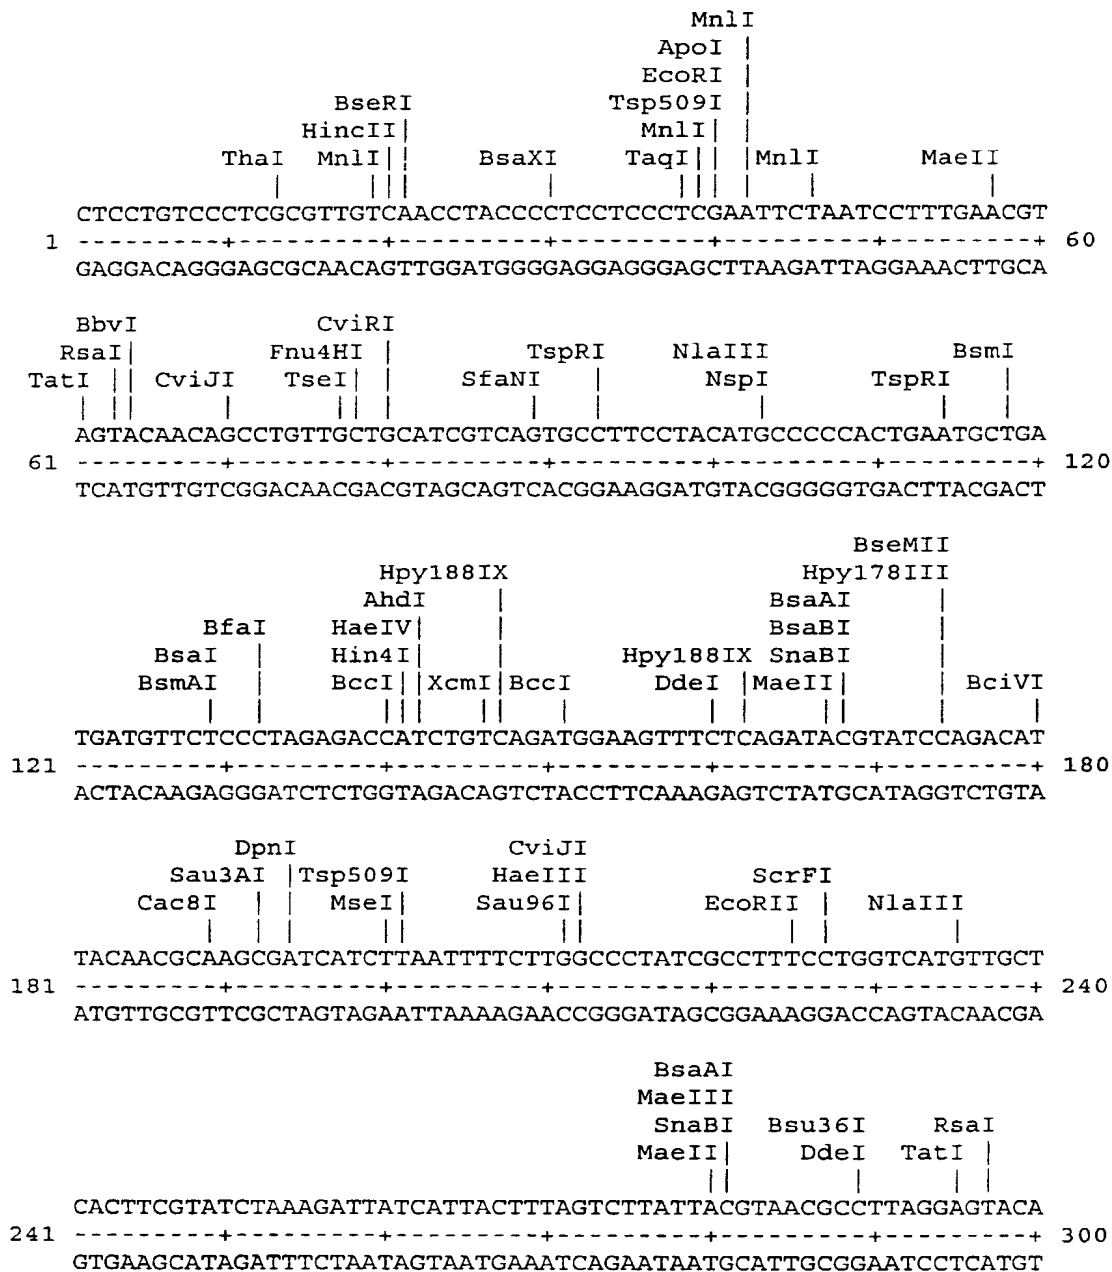 MnlI
ApoI |
EcoRI |
BseRI Tsp509I |
HincII| MnlI| |
ThaI MnlI|| BsaXI TaqI|| | MnlI MaeII
| ||| | ||| | | |
CTCCTGTCCCTCGCGTTGTCAACCTACCCCTCCTCCCTCGAATTCTAATCCTTTGAACGT
1 ---------+---------+---------+---------+---------+---------+ 60
GAGGACAGGGAGCGCAACAGTTGGATGGGGAGGAGGGAGCTTAAGATTAGGAAACTTGCA
BbvI CviRI
RsaI| Fnu4HI | TspRI NlaIII BsmI
TatI || CviJI TseI| | SfaNI | NspI TspRI |
| || | || | | | | | |
AGTACAACAGCCTGTTGCTGCATCGTCAGTGCCTTCCTACATGCCCCCACTGAATGCTGA
61 ---------+---------+---------+---------+---------+---------+ 120
TCATGTTGTCGGACAACGACGTAGCAGTCACGGAAGGATGTACGGGGGTGACTTACGACT
BseMII
Hpy188IX Hpy178III
AhdI | BsaAI |
BfaI HaeIV| | BsaBI |
BsaI | Hin4I| | Hpy188IX SnaBI |
BsmAI | BccI|| XcmI| BccI DdeI | MaeII| | BciVI
| | ||| || | | | || | |
TGATGTTCTCCCTAGAGACCATCTGTCAGATGGAAGTTTCTCAGATACGTATCCAGACAT
121 ---------+---------+---------+---------+---------+---------+ 180
ACTACAAGAGGGATCTCTGGTAGACAGTCTACCTTCAAAGAGTCTATGCATAGGTCTGTA
DpnI CviJI
Sau3AI | Tsp509I HaeIII ScrFI
Cac8I | | MseI| Sau96I| EcoRII | NlaIII
| | | || || | | |
TACAACGCAAGCGATCATCTTAATTTTCTTGGCCCTATCGCCTTTCCTGGTCATGTTGCT
181 ---------+---------+---------+---------+---------+---------+ 240
ATGTTGCGTTCGCTAGTAGAATTAAAAGAACCGGGATAGCGGAAAGGACCAGTACAACGA
BsaAI
MaeIII
SnaBI Bsu36I RsaI
MaeII| DdeI TatI |
|| | | |
CACTTCGTATCTAAAGATTATCATTACTTTAGTCTTATTACGTAACGCCTTAGGAGTACA
241 ---------+---------+---------+---------+---------+---------+ 300
GTGAAGCATAGATTTCTAATAGTAATGAAATCAGAATAATGCATTGCGGAATCCTCATGT